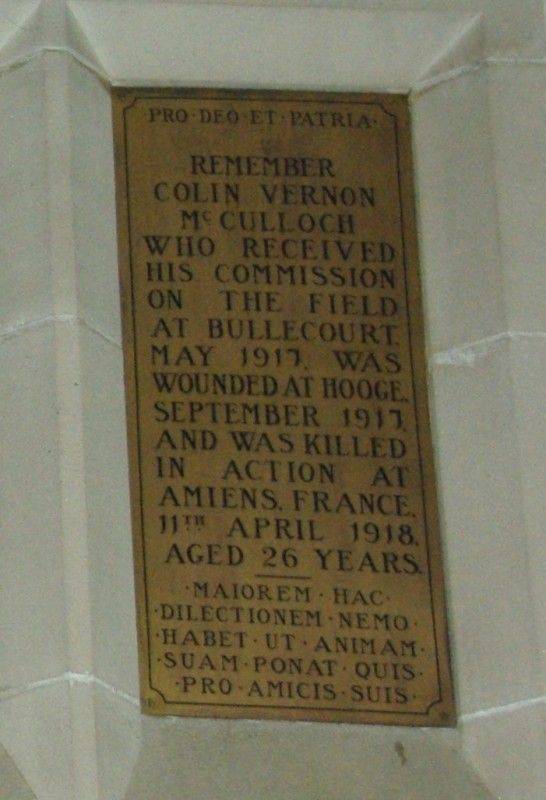 PRO·DEO·ET·PATRIA·
REMEMBER
COLIN VERNON
Mc CULLOCH
WHO RECEIVED
HIS COMMISSION
ON THE FIELD
AT BULLECOURT,
MAY 1917. WAS
WOUNDED AT HOOGE,
SEPTEMBER 1917,
AND WAS KILLED
IN ACTION AT
AMIENS, FRANCE,
11TH APRIL 1918,
AGED 26 YEARS.
·MAIOREM·HAC·
·DILECTIONEM·NEMO·
·HABET·UT·ANIMAM·
·SUAM·PONAT·QUIS·
·PRO·AMICIS·SUIS·